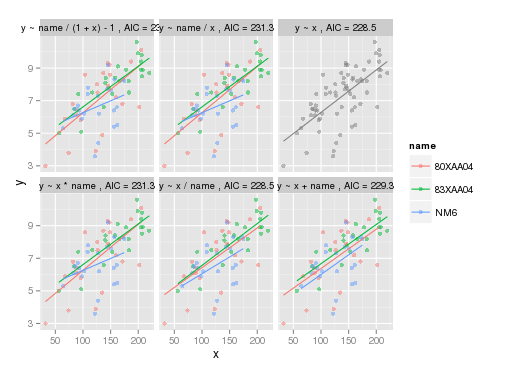 y ~ name / (1 + x) - 1 , AIC = 23
y ~ name / x , AIC = 231.3
y ~ x , AIC = 228.5
9
7
5
3
y ~ x * name , AIC = 231.3
y ~ x / name , AIC = 228.5
y ~ x + name , AIC = 229.3
9
7
5
3
50 100 150 200
50 100 150 200
50 100 150 200
x
y
name
80XAA04
83XAA04
NM6